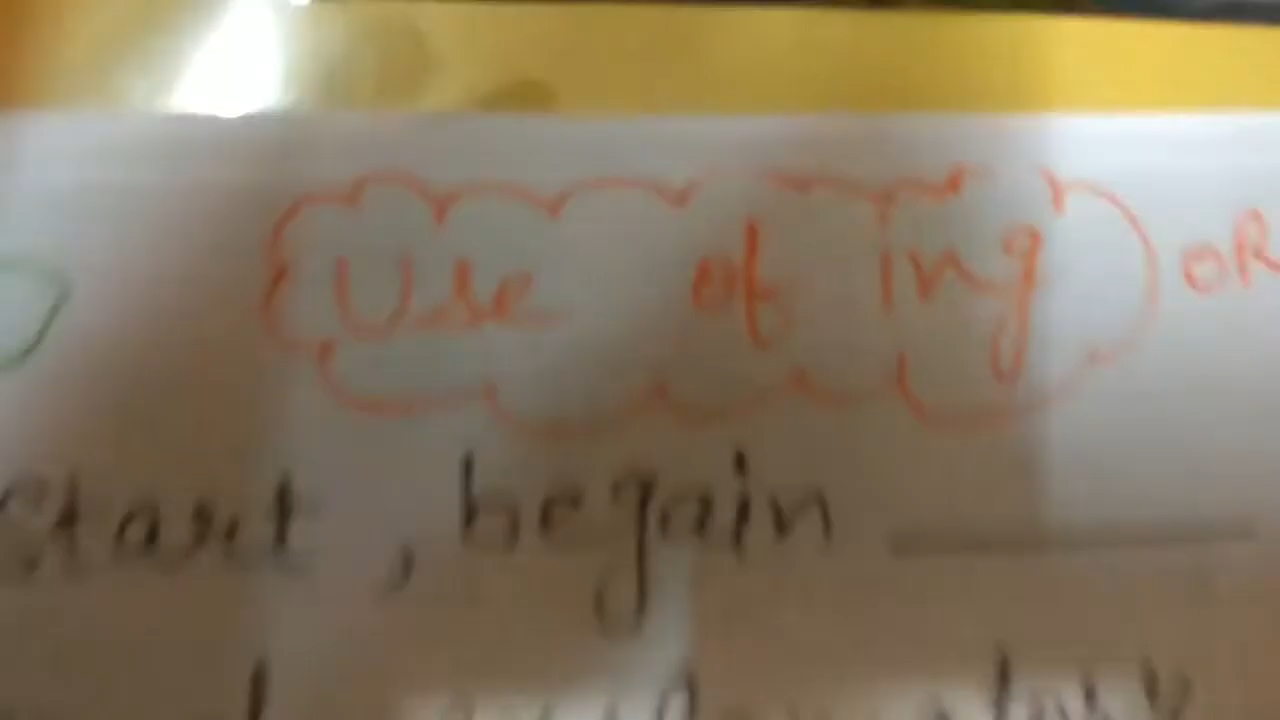 Use of ing OR
Start, begain